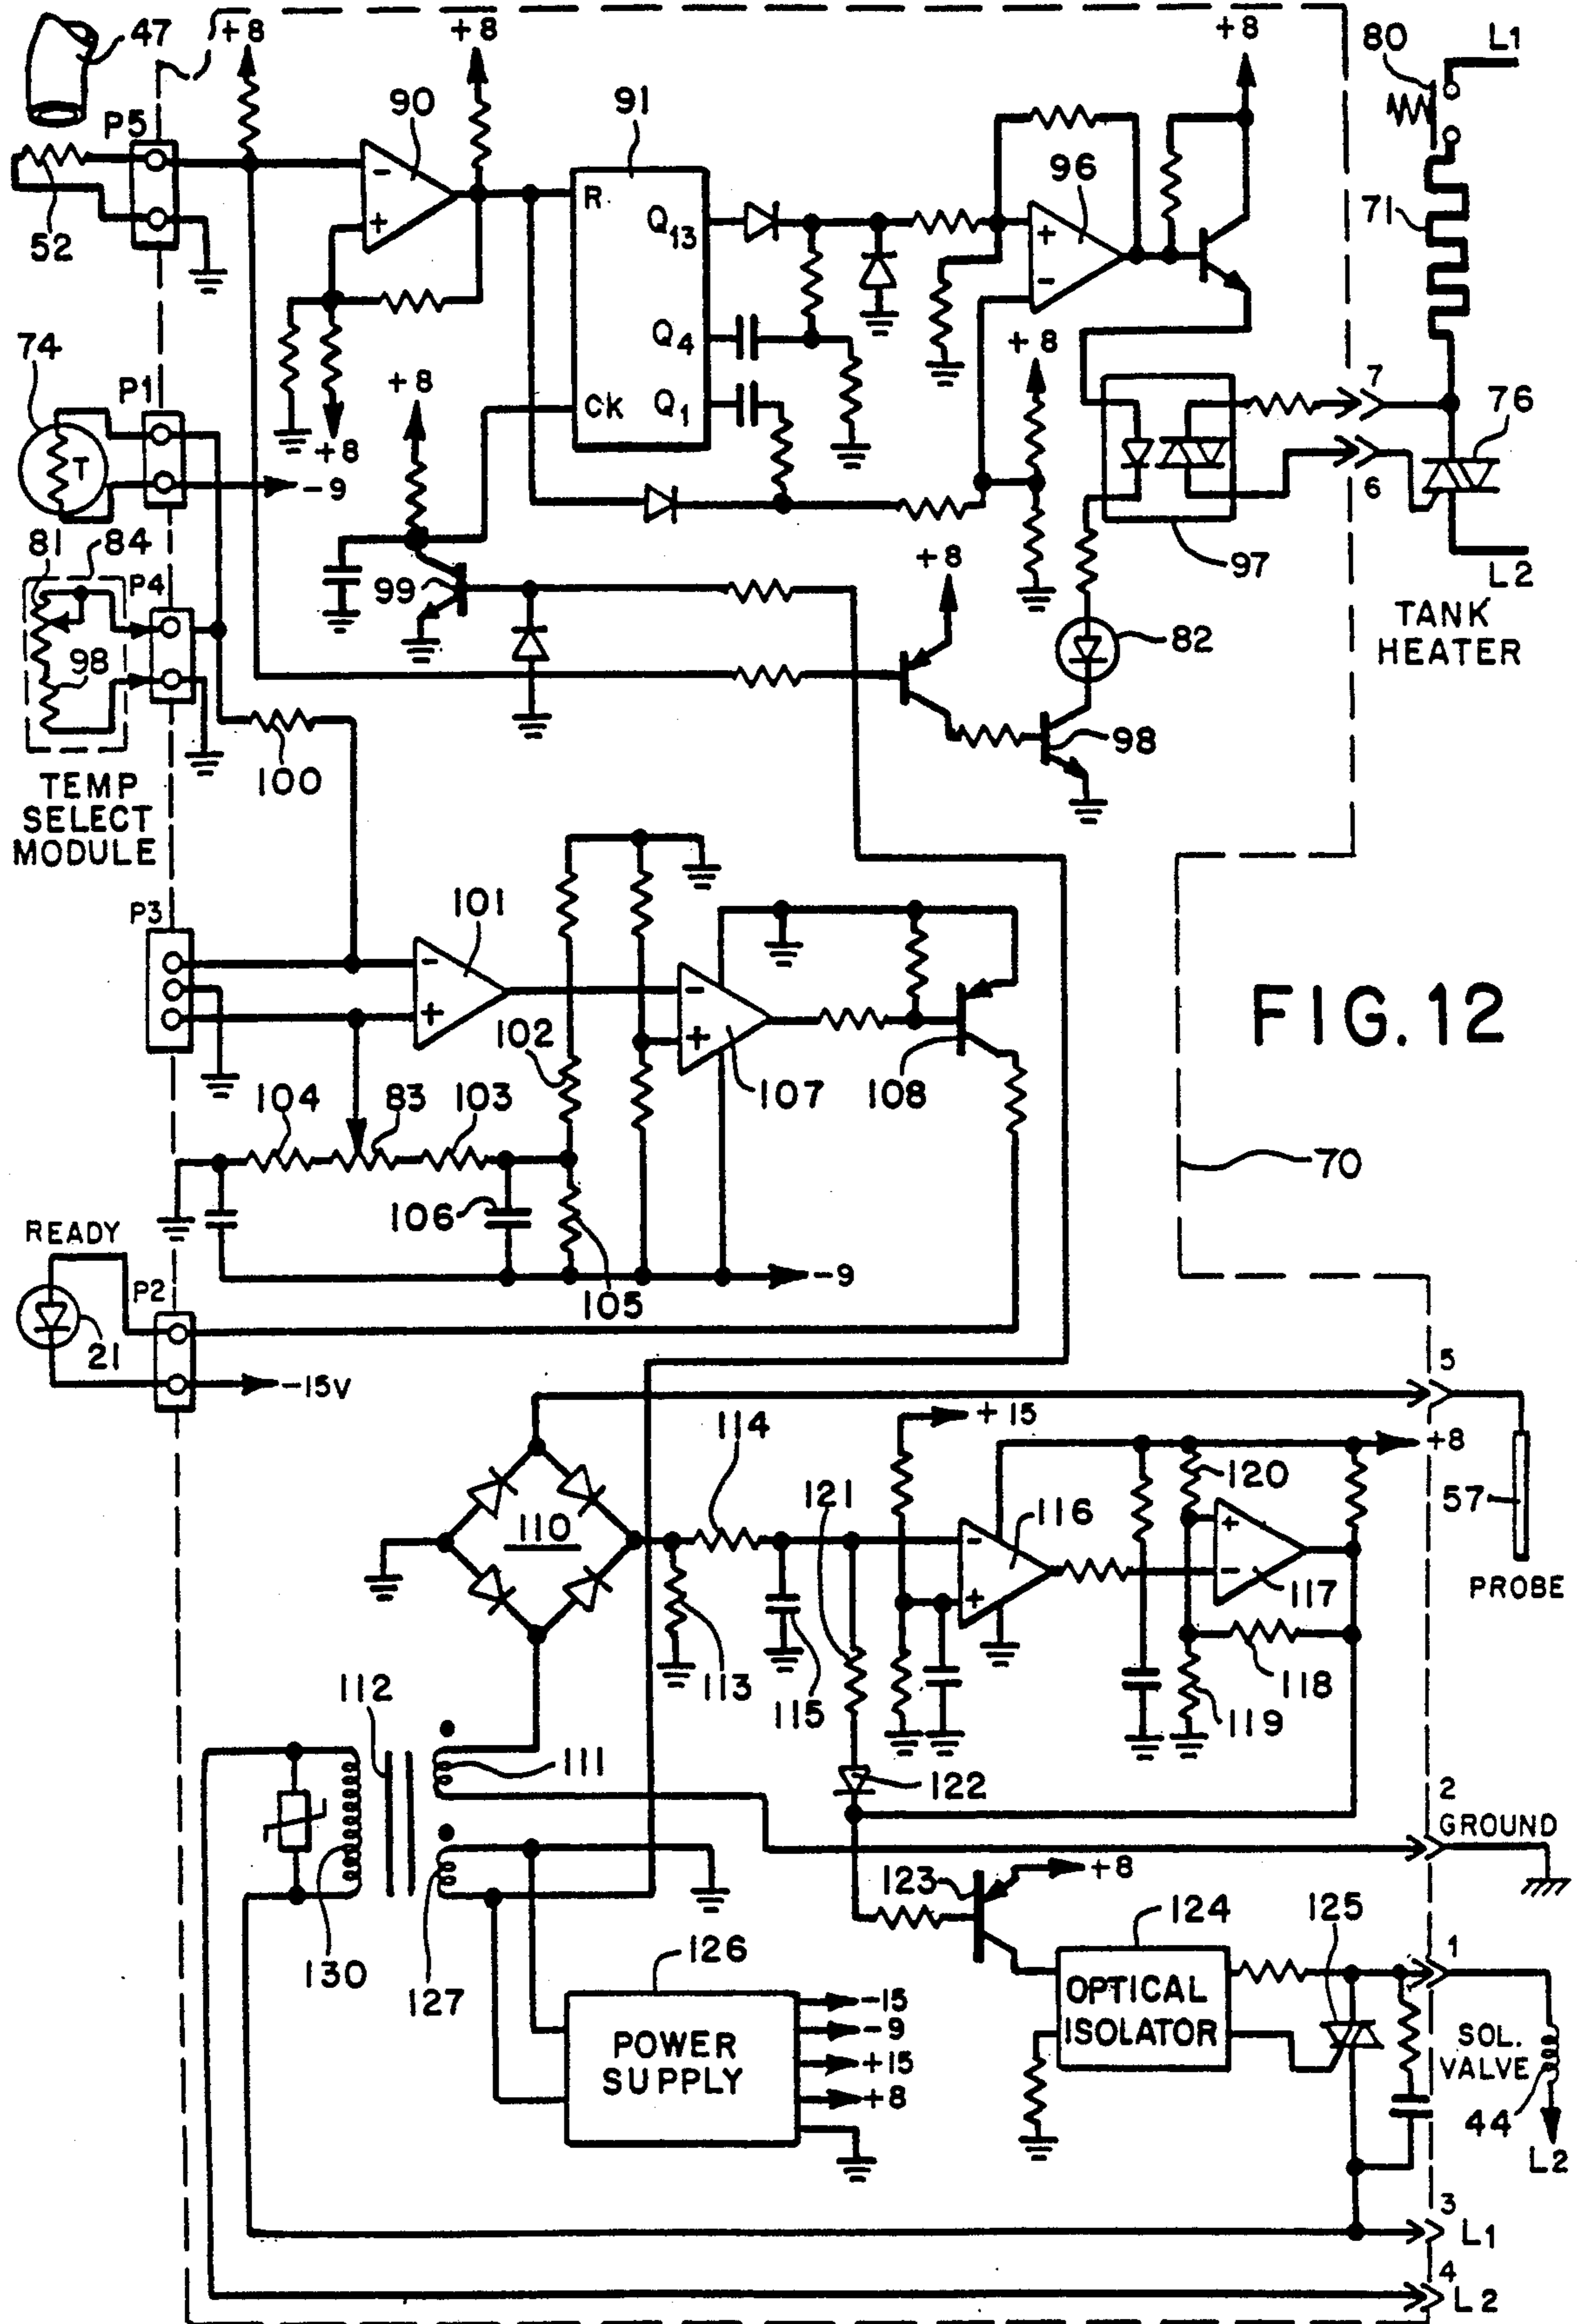 47
+8
+8
+8
80
L1
P5
90
91
R
Q13
-
+
96
+
-
71
52
Q4
74
P1
+8
+8
+8
CK
Q1
7
76
T
-9
6
81
84
P4
99
+8
97
L2
TANK
HEATER
98
82
98
100
TEMP
SELECT
MODULE
P3
101
-
+
-
+
102
107
108
FIG. 12
104
83
103
70
106
READY
P2
-9
105
21
-15V
5
114
+15
+8
120
110
121
116
57
-
+
+
-
117
PROBE
113
115
118
119
112
111
122
2
GROUND
123
+8
124
125
1
130
127
126
OPTICAL
ISOLATOR
POWER
SUPPLY
-15
-9
+15
+8
SOL.
VALVE
44
L2
3
L1
4
L2